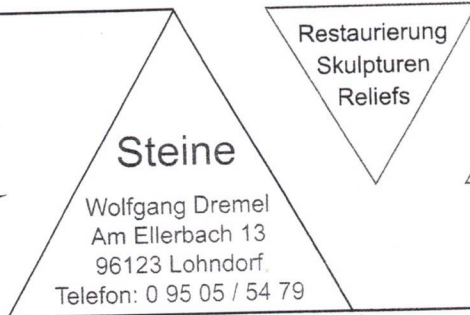 Restaurierung
Skulpturen
Reliefs
Steine
Wolfgang Dremel
Am Ellerbach 13
96123 Lohndorf
Telefon: 0 95 05 / 54 79